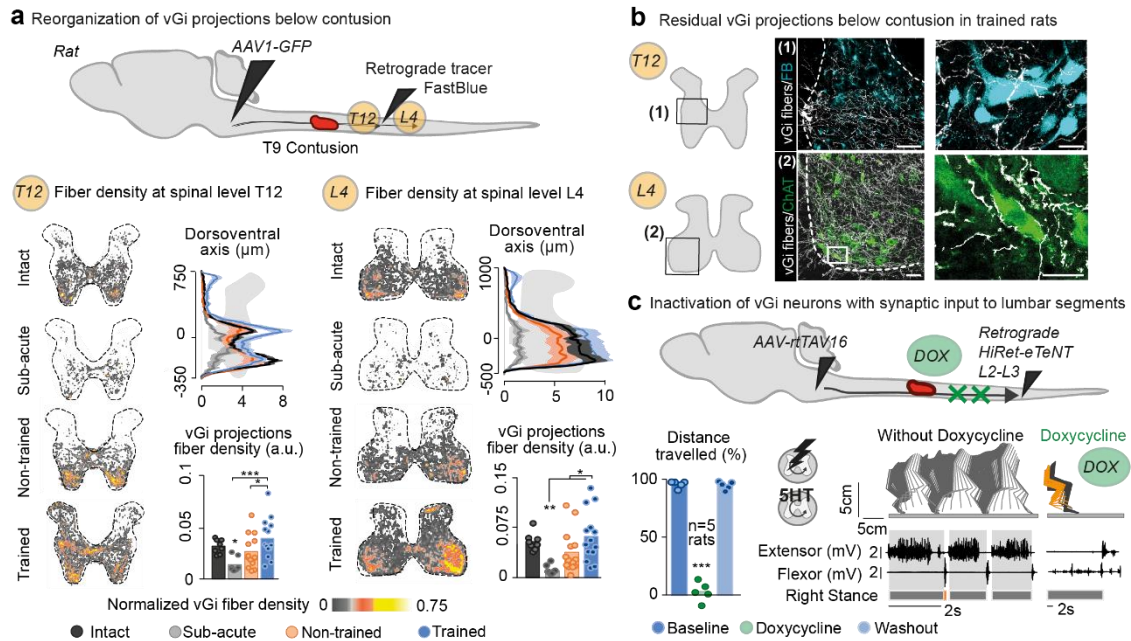 a Reorganization of vGi projections below contusion
Rat
AAV1-GFP
Retrograde tracer
FastBlue
T12
L4
T9 Contusion
T12 Fiber density at spinal level T12
L4 Fiber density at spinal level L4
Intact
Sub-acute
Non-trained
Trained
Dorsoventral
axis (µm)
750
0
-350
0 4 8
vGi projections
fiber density (a.u.)
0.1
0.05
0
***
*
*
Intact
Sub-acute
Non-trained
Trained
Dorsoventral
axis (µm)
1000
0
-500
0 5 10
vGi projections
fiber density (a.u.)
0.15
0.075
0
*
**
Normalized vGi fiber density 0 0.75
Intact Sub-acute Non-trained Trained
b Residual vGi projections below contusion in trained rats
T12
(1)
(1)
vGi fibers/FB
L4
(2)
(2)
vGi fibers/ChAT
c Inactivation of vGi neurons with synaptic input to lumbar segments
AAV-rtTAV16
DOX
Retrograde
HiRet-eTeNT
L2-L3
Distance
travelled (%)
100
50
0
n=5
rats
***
5HT
Without Doxycycline
Doxycycline
DOX
5cm
5cm
Extensor (mV) 2
Flexor (mV) 2
Right Stance
2s
2s
Baseline Doxycycline Washout